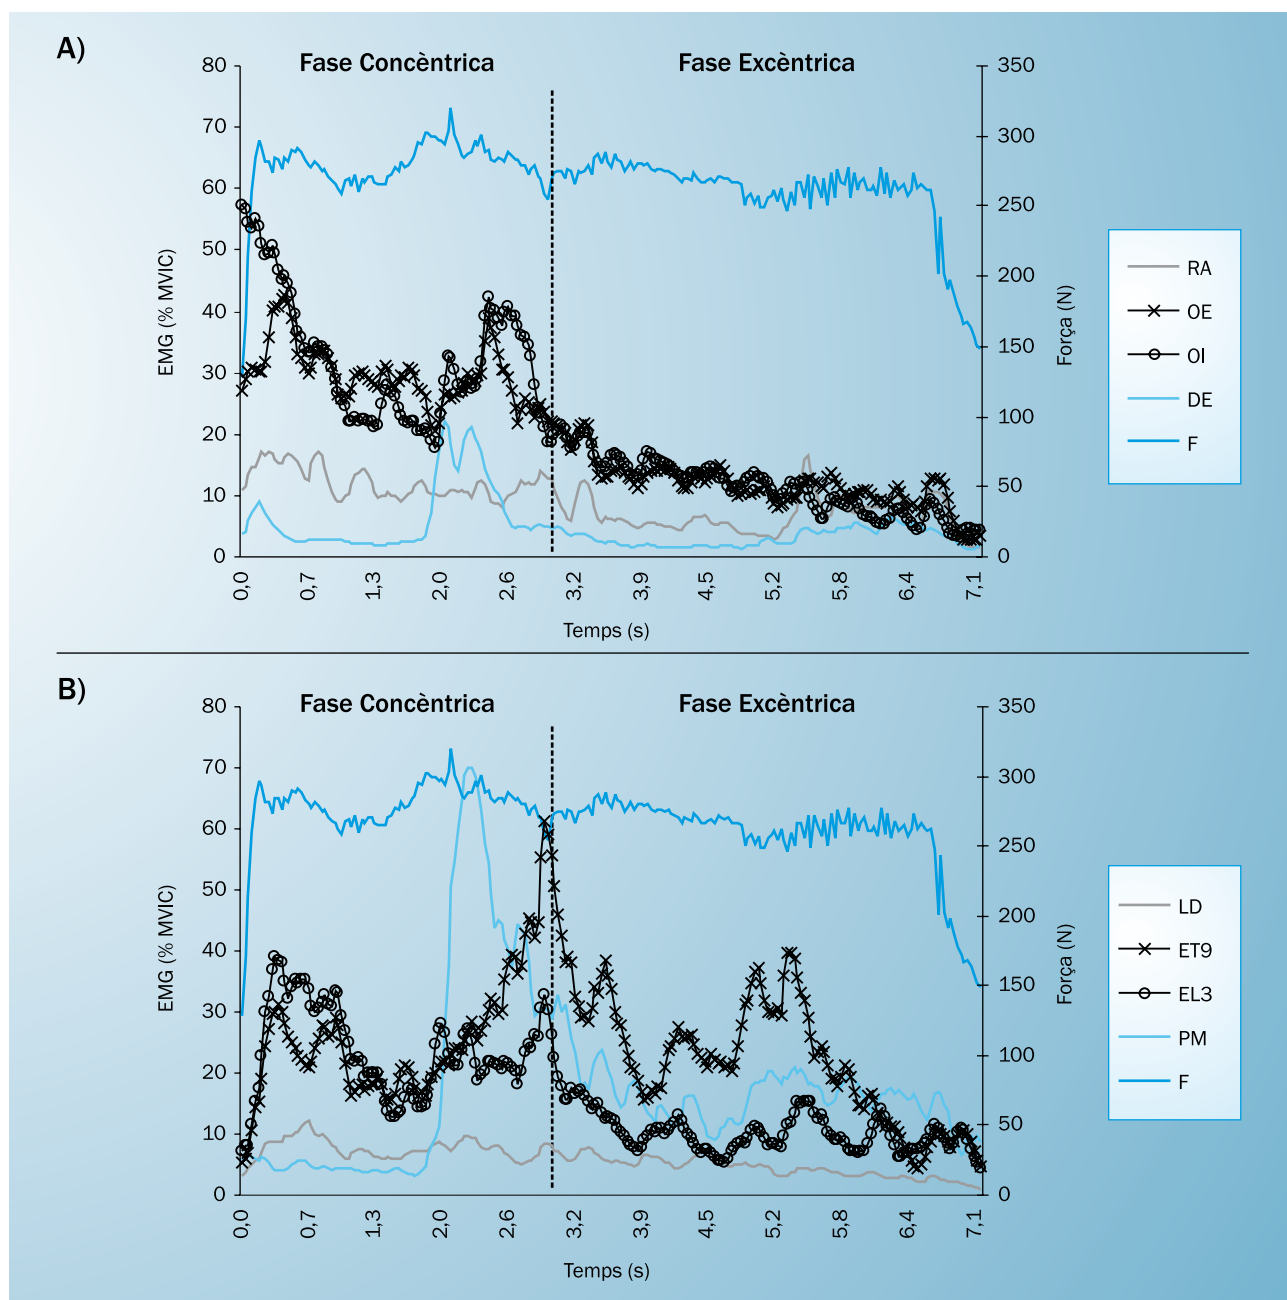 A)
Fase Concèntrica
Fase Excèntrica
80
70
60
50
40
30
20
10
0
EMG (% MVIC)
350
300
250
200
150
100
50
0
Força (N)
0,0
0,7
1,3
2,0
2,6
3,2
3,9
4,5
5,2
5,8
6,4
7,1
Temps (s)
RA
OE
OI
DE
F
B)
Fase Concèntrica
Fase Excèntrica
80
70
60
50
40
30
20
10
0
EMG (% MVIC)
350
300
250
200
150
100
50
0
Força (N)
0,0
0,7
1,3
2,0
2,6
3,2
3,9
4,5
5,2
5,8
6,4
7,1
Temps (s)
LD
ET9
EL3
PM
F